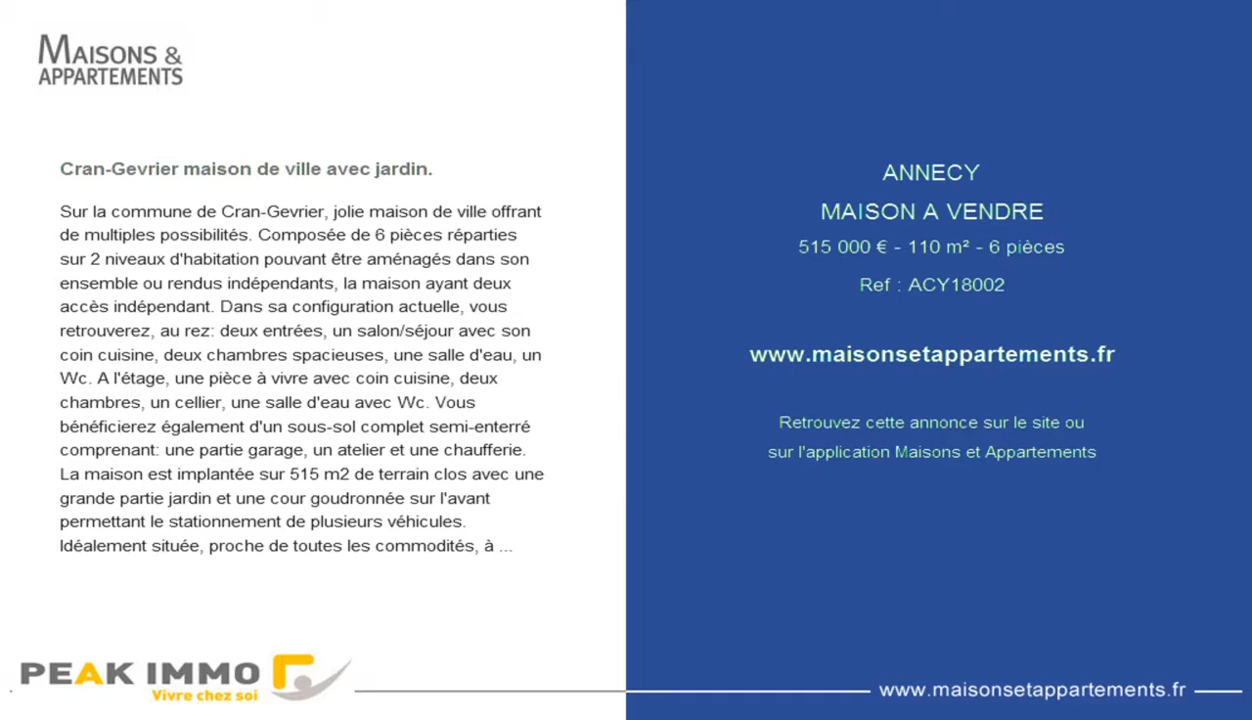 MAISONS &
APPARTEMENTS
Cran-Gevrier maison de ville avec jardin.
Sur la commune de Cran-Gevrier, jolie maison de ville offrant
de multiples possibilités. Composée de 6 pièces réparties
sur 2 niveaux d'habitation pouvant être aménagés dans son
ensemble ou rendus indépendants, la maison ayant deux
accès indépendant. Dans sa configuration actuelle, vous
retrouverez, au rez: deux entrées, un salon/séjour avec son
coin cuisine, deux chambres spacieuses, une salle d'eau, un
Wc. A l'étage, une pièce à vivre avec coin cuisine, deux
chambres, un cellier, une salle d'eau avec Wc. Vous
bénéficierez également d'un sous-sol complet semi-enterré
comprenant: une partie garage, un atelier et une chaufferie.
La maison est implantée sur 515 m2 de terrain clos avec une
grande partie jardin et une cour goudronnée sur l'avant
permettant le stationnement de plusieurs véhicules.
Idéalement située, proche de toutes les commodités, à ...
PEAK IMMO
Vivre chez soi
ANNECY
MAISON A VENDRE
515 000 € - 110 m² - 6 pièces
Ref : ACY18002
www.maisonsetappartements.fr
Retrouvez cette annonce sur le site ou
sur l'application Maisons et Appartements
www.maisonsetappartements.fr